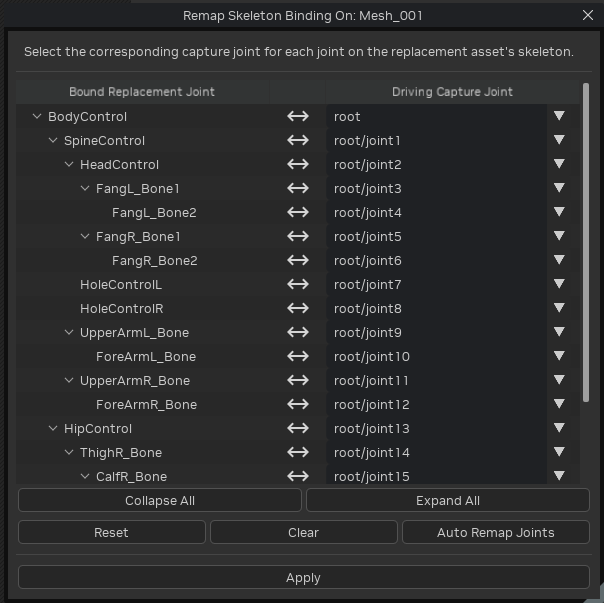 Remap Skeleton Binding On: Mesh_001
Select the corresponding capture joint for each joint on the replacement asset's skeleton.
Bound Replacement Joint Driving Capture Joint
BodyControl root
SpineControl root/joint1
HeadControl root/joint2
FangL_Bone1 root/joint3
FangL_Bone2 root/joint4
FangR_Bone1 root/joint5
FangR_Bone2 root/joint6
HoleControlL root/joint7
HoleControlR root/joint8
UpperArmL_Bone root/joint9
ForeArmL_Bone root/joint10
UpperArmR_Bone root/joint11
ForeArmR_Bone root/joint12
HipControl root/joint13
ThighR_Bone root/joint14
CalfR_Bone root/joint15
Collapse All Expand All
Reset Clear Auto Remap Joints
Apply